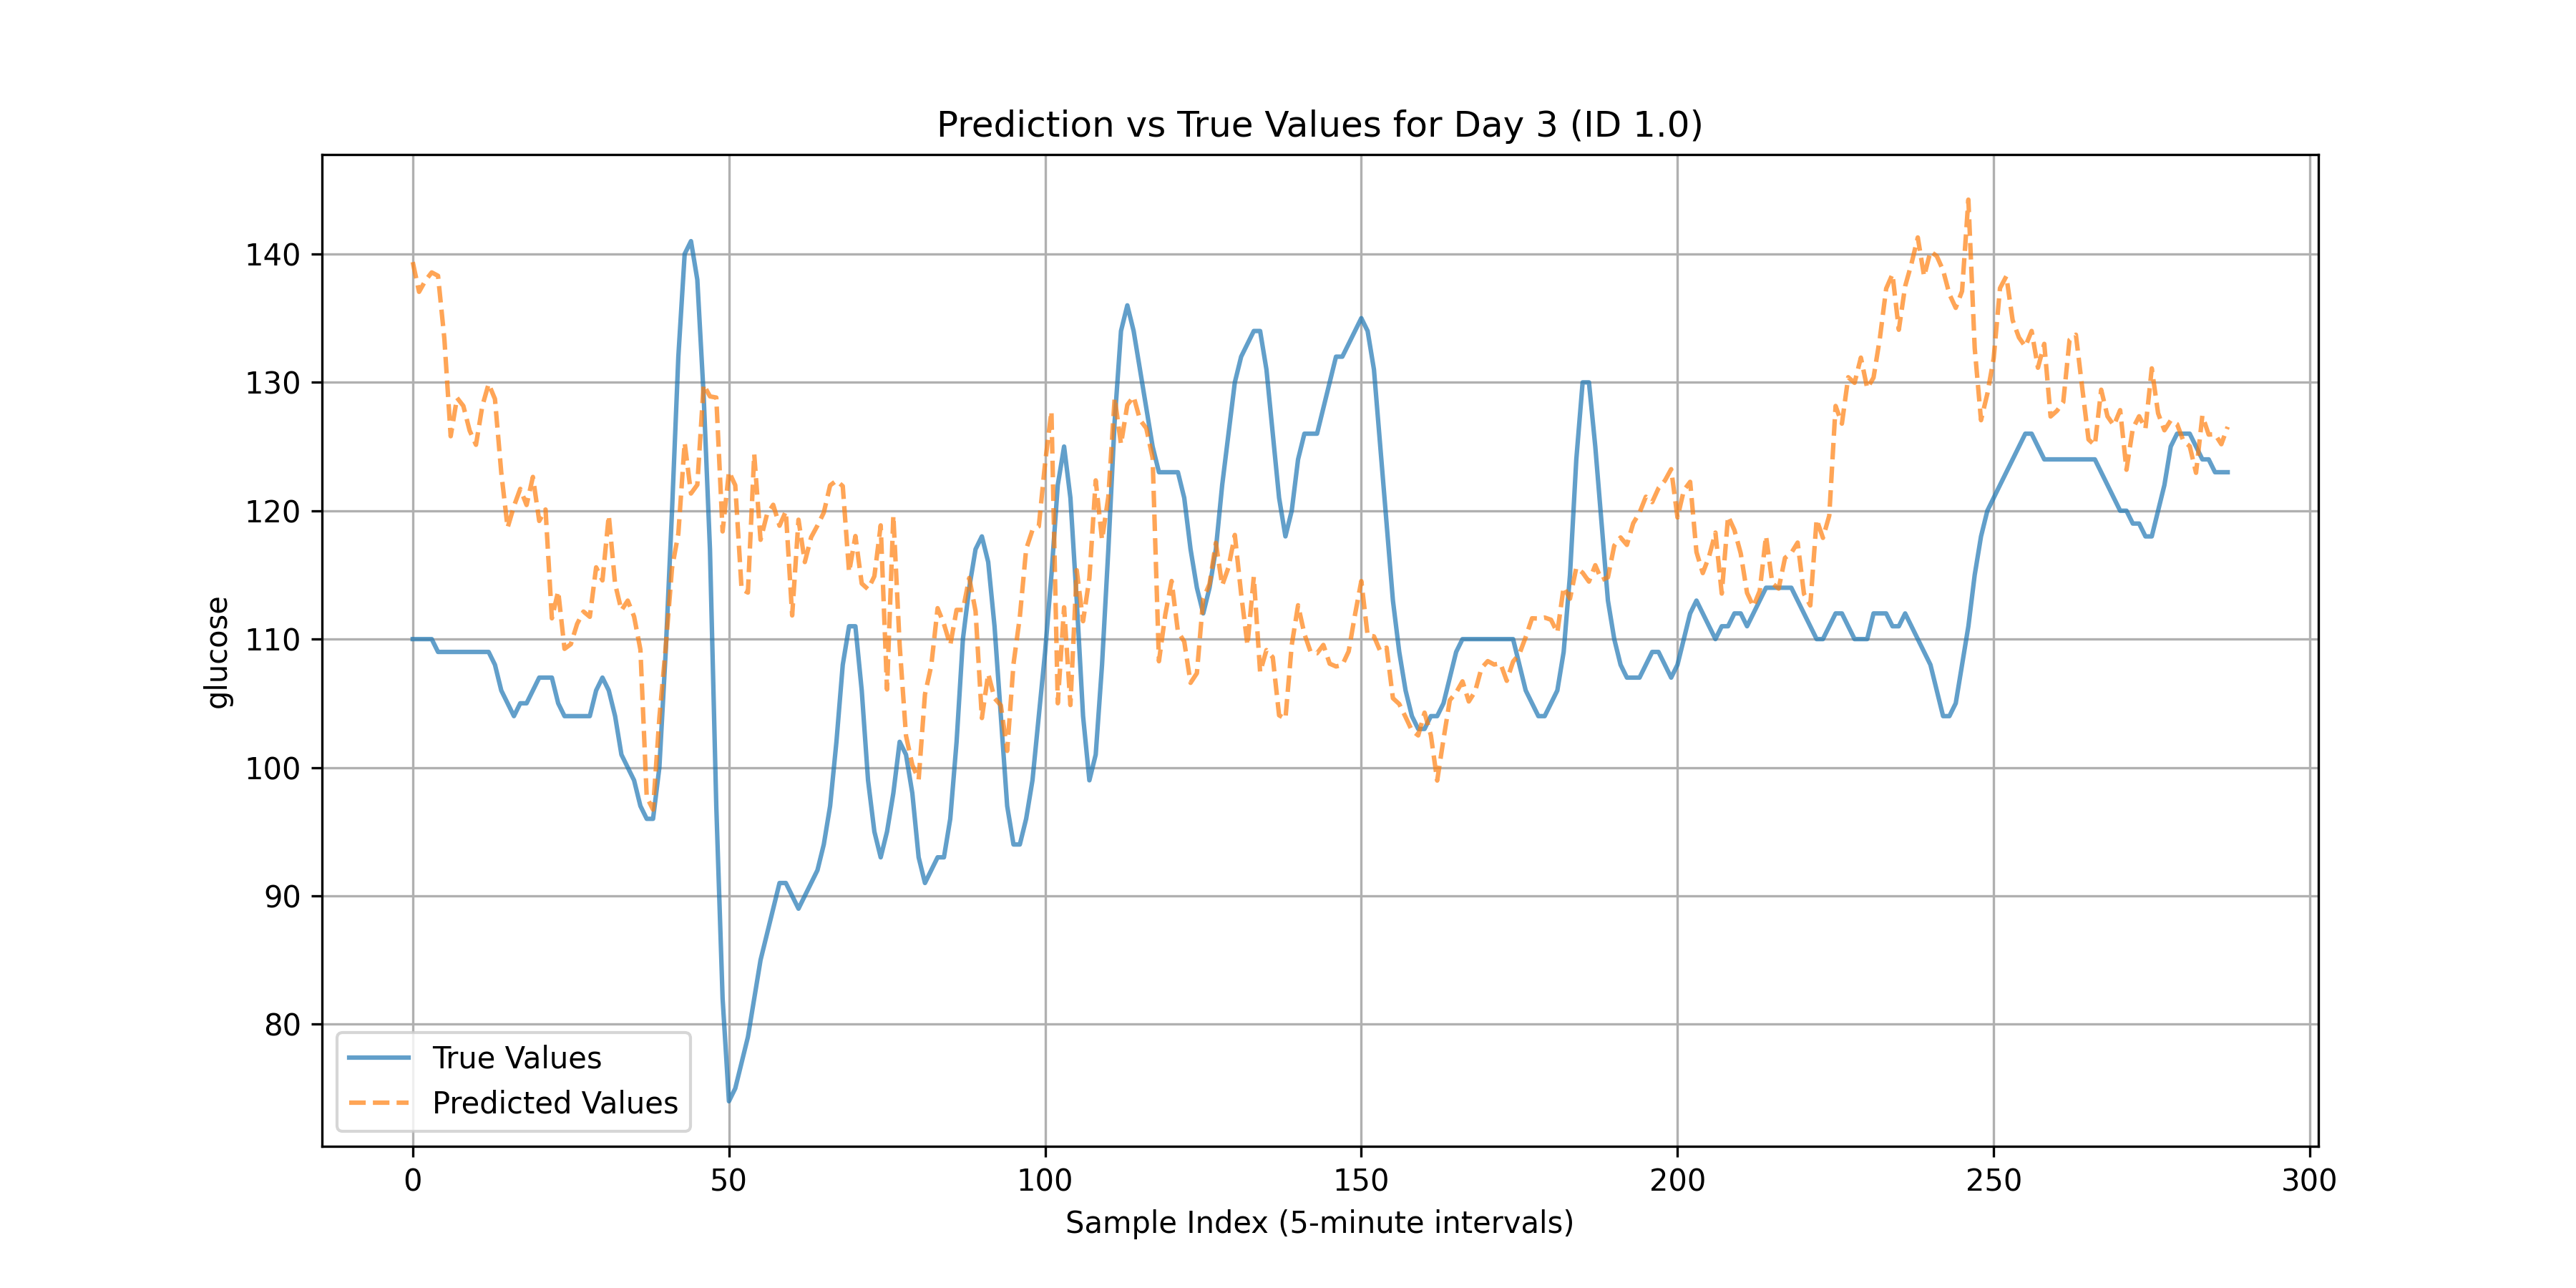 Prediction vs True Values for Day 3 (ID 1.0)
glucose
140
130
120
110
100
90
80
True Values
Predicted Values
0 50 100 150 200 250 300
Sample Index (5-minute intervals)